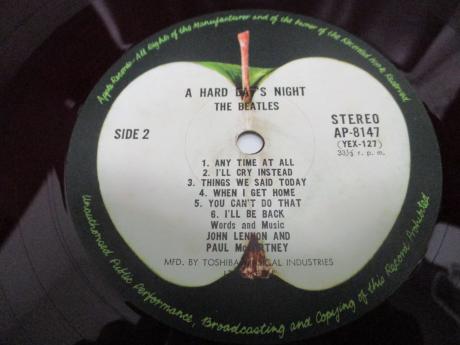 Apple Records · All Rights of the Manufacturer and of the Owner of the Recorded Work Reserved.
A HARD DAY'S NIGHT
THE BEATLES
SIDE 2
STEREO
AP-8147
(YEX-127)
33⅓ r. p. m.
1. ANY TIME AT ALL
2. I'LL CRY INSTEAD
3. THINGS WE SAID TODAY
4. WHEN I GET HOME
5. YOU CAN'T DO THAT
6. I'LL BE BACK
Words and Music
JOHN LENNON AND
PAUL McCARTNEY
MFD. BY TOSHIBA MUSICAL INDUSTRIES
Unauthorised Public Performance, Broadcasting and Copying of this Record Prohibited